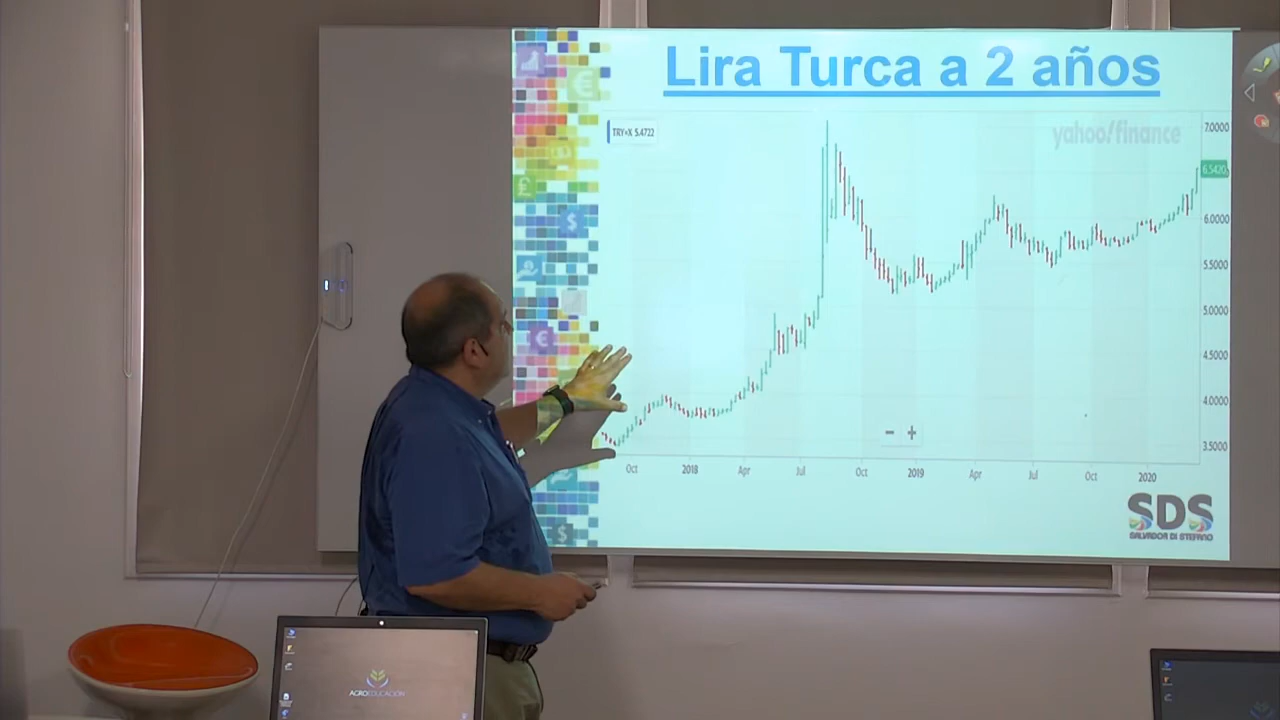 Lira Turca a 2 años
TRY=X 5.4722
yahoo/finance
7.0000
6.5420
6.0000
5.5000
5.0000
4.5000
4.0000
3.5000
Oct 2018 Apr Jul Oct 2019 Apr Jul Oct 2020
SDS
SALVADOR DI STEFANO
AGROEDUCACIÓN